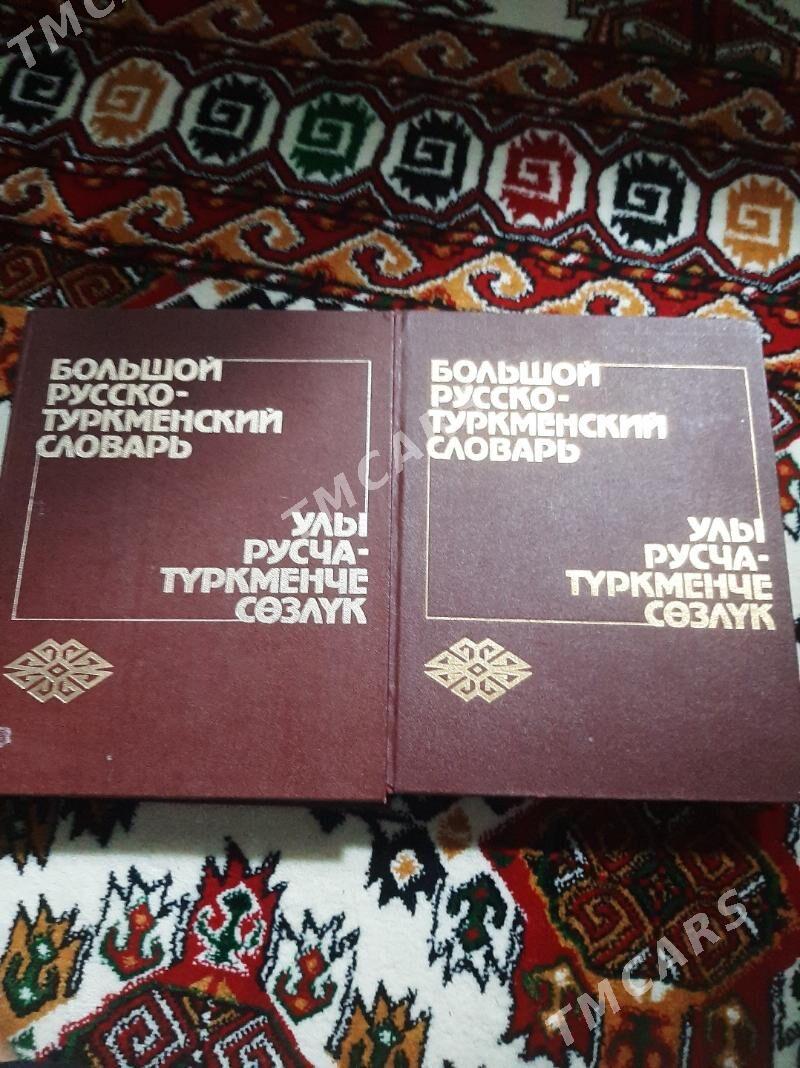 TMCARS
БОЛЬШОЙ
РУССКО-
ТУРКМЕНСКИЙ
СЛОВАРЬ
УЛЫ
РУСЧА-
ТҮРКМЕНЧЕ
СӨЗЛҮК
БОЛЬШОЙ
РУССКО-
ТУРКМЕНСКИЙ
СЛОВАРЬ
УЛЫ
РУСЧА-
ТҮРКМЕНЧЕ
СӨЗЛҮК
TMCARS
TMCARS